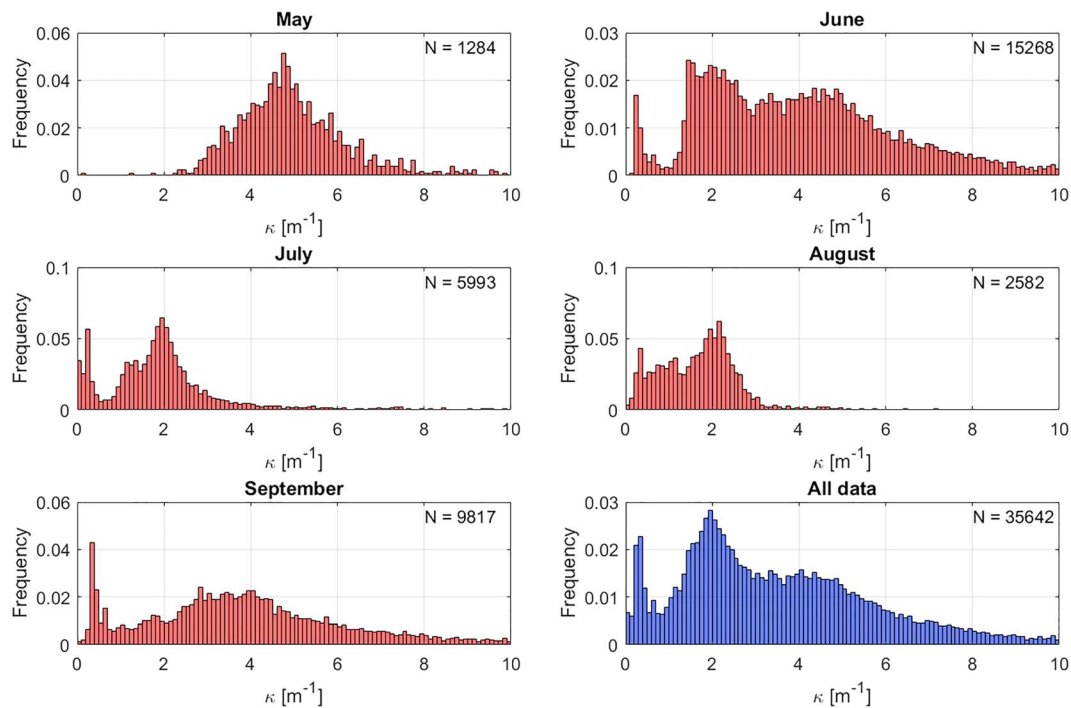 May
0.06
0.04
0.02
0
Frequency
N = 1284
0 2 4 6 8 10
κ [m⁻¹]
June
0.03
0.02
0.01
0
Frequency
N = 15268
0 2 4 6 8 10
κ [m⁻¹]
July
0.1
0.05
0
Frequency
N = 5993
0 2 4 6 8 10
κ [m⁻¹]
August
0.1
0.05
0
Frequency
N = 2582
0 2 4 6 8 10
κ [m⁻¹]
September
0.06
0.04
0.02
0
Frequency
N = 9817
0 2 4 6 8 10
κ [m⁻¹]
All data
0.03
0.02
0.01
0
Frequency
N = 35642
0 2 4 6 8 10
κ [m⁻¹]